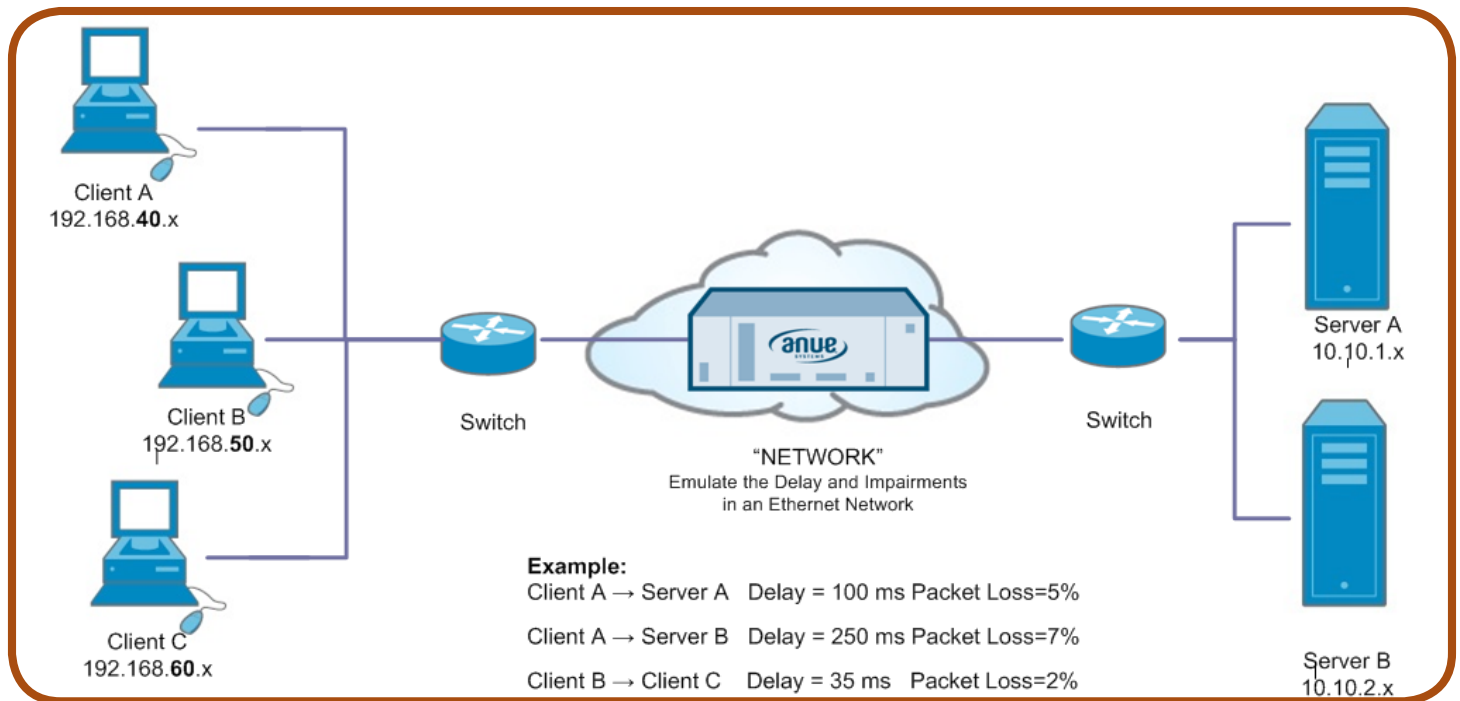 Client A
192.168.40.x
Client B
192.168.50.x
Client C
192.168.60.x
Switch
anue
SYSTEMS
“NETWORK”
Emulate the Delay and Impairments
in an Ethernet Network
Switch
Server A
10.10.1.x
Server B
10.10.2.x
Example:
Client A → Server A Delay = 100 ms Packet Loss=5%
Client A → Server B Delay = 250 ms Packet Loss=7%
Client B → Client C Delay = 35 ms Packet Loss=2%